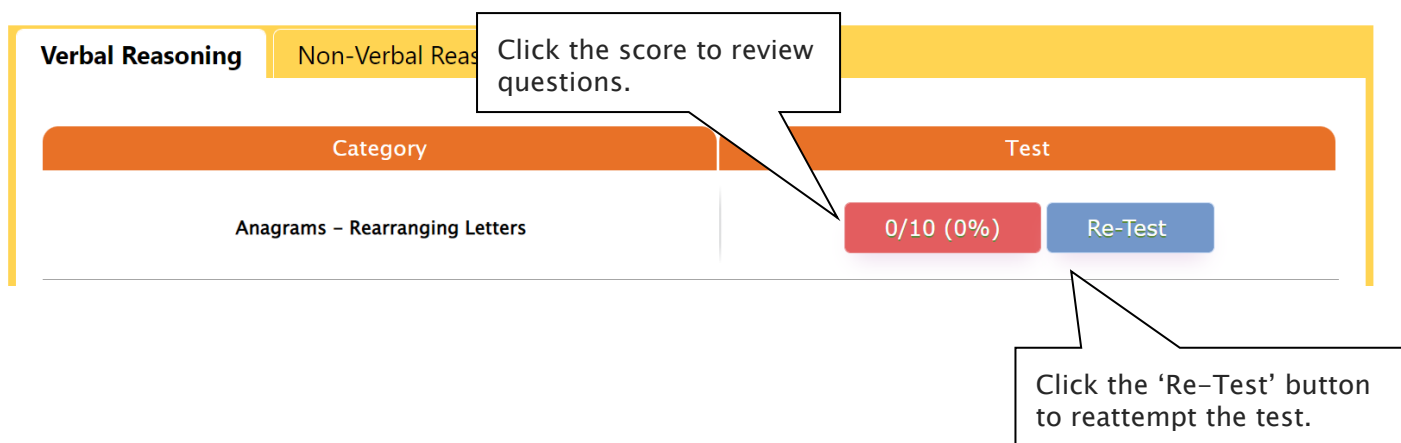 Verbal Reasoning
Non-Verbal Reas
Click the score to review
questions.
Category
Test
Anagrams – Rearranging Letters
0/10 (0%)
Re-Test
Click the ‘Re-Test’ button
to reattempt the test.